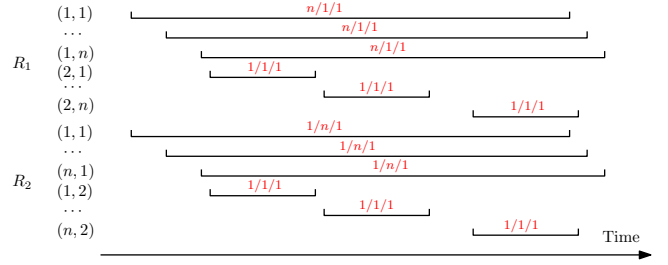 (1, 1) n/1/1
... n/1/1
(1, n) n/1/1
R1
(2, 1) 1/1/1
... 1/1/1
(2, n) 1/1/1
(1, 1) 1/n/1
... 1/n/1
(n, 1) 1/n/1
R2
(1, 2) 1/1/1
... 1/1/1
(n, 2) 1/1/1
Time